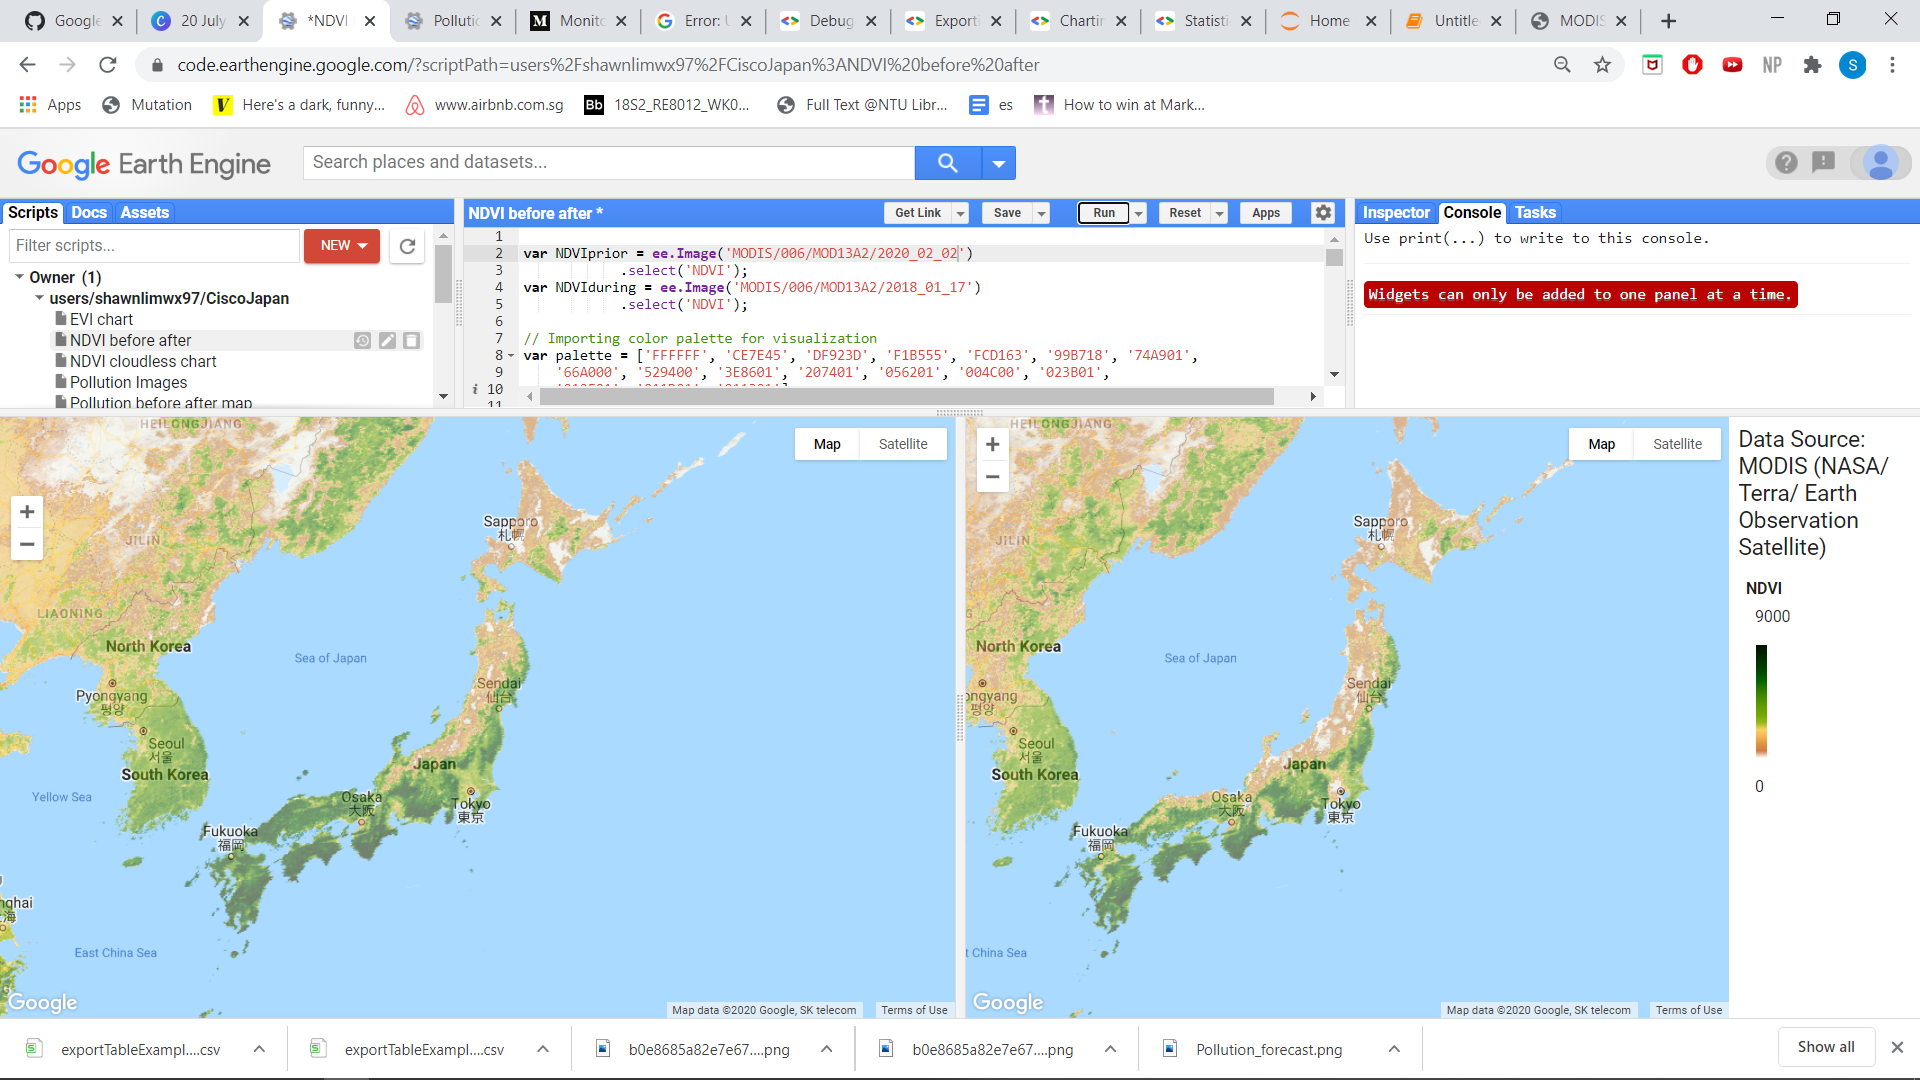 Google
20 July
*NDVI
Pollutic
Monito
Error: U
Debug
Exporti
Chartin
Statisti
Home
Untitle
MODIS
code.earthengine.google.com/?scriptPath=users%2Fshawnlimwx97%2FCiscoJapan%3ANDVI%20before%20after
NP
S
Apps
Mutation
Here's a dark, funny...
www.airbnb.com.sg
Bb
18S2_RE8012_WK0...
Full Text @NTU Libr...
es
How to win at Mark...
Google Earth Engine
Search places and datasets...
Scripts
Docs
Assets
Filter scripts...
NEW
Owner (1)
users/shawnlimwx97/CiscoJapan
EVI chart
NDVI before after
NDVI cloudless chart
Pollution Images
Pollution before after map
NDVI before after *
Get Link
Save
Run
Reset
Apps
1
2 var NDVIprior = ee.Image('MODIS/006/MOD13A2/2020_02_02')
3 .select('NDVI');
4 var NDVIduring = ee.Image('MODIS/006/MOD13A2/2018_01_17')
5 .select('NDVI');
6
7 // Importing color palette for visualization
8 var palette = ['FFFFFF', 'CE7E45', 'DF923D', 'F1B555', 'FCD163', '99B718', '74A901',
9 '66A000', '529400', '3E8601', '207401', '056201', '004C00', '023B01',
i 10
11
Inspector
Console
Tasks
Use print(...) to write to this console.
Widgets can only be added to one panel at a time.
HEILONGJIANG
Map
Satellite
Sapporo
札幌
JILIN
LIAONING
North Korea
Sea of Japan
Pyongyang
평양
Sendai
仙台
Seoul
서울
South Korea
Japan
Yellow Sea
Osaka
大阪
Tokyo
東京
Fukuoka
福岡
nghai
海
East China Sea
Google
Map data ©2020 Google, SK telecom
Terms of Use
HEILONGJIANG
Map
Satellite
Sapporo
札幌
JILIN
North Korea
Sea of Japan
ongyang
평양
Sendai
仙台
Seoul
서울
South Korea
Japan
Osaka
大阪
Tokyo
東京
Fukuoka
福岡
t China Sea
Google
Map data ©2020 Google, SK telecom
Terms of Use
Data Source:
MODIS (NASA/
Terra/ Earth
Observation
Satellite)
NDVI
9000
0
exportTableExampl....csv
exportTableExampl....csv
b0e8685a82e7e67....png
b0e8685a82e7e67....png
Pollution_forecast.png
Show all